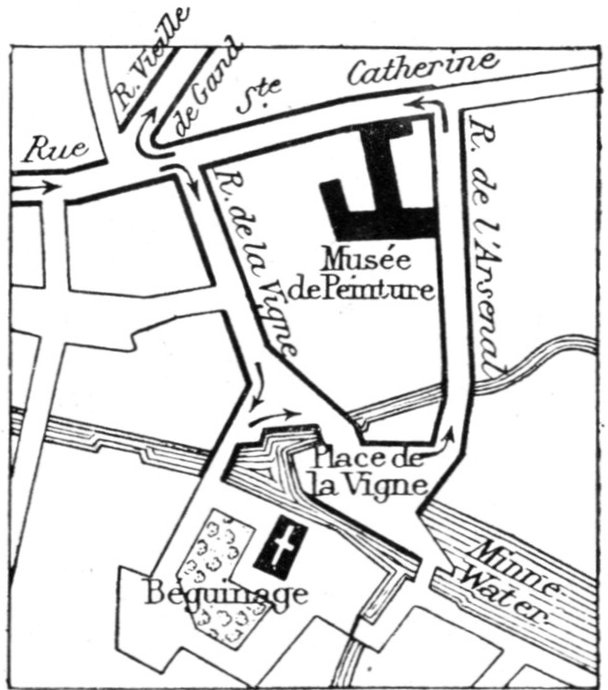 R. Vieille
de Gand
Rue
Ste
Catherine
R. de la Vigne
R. de l'Arsenal
Musée
de Peinture
Place de
la Vigne
Béguinage
Minne
Water